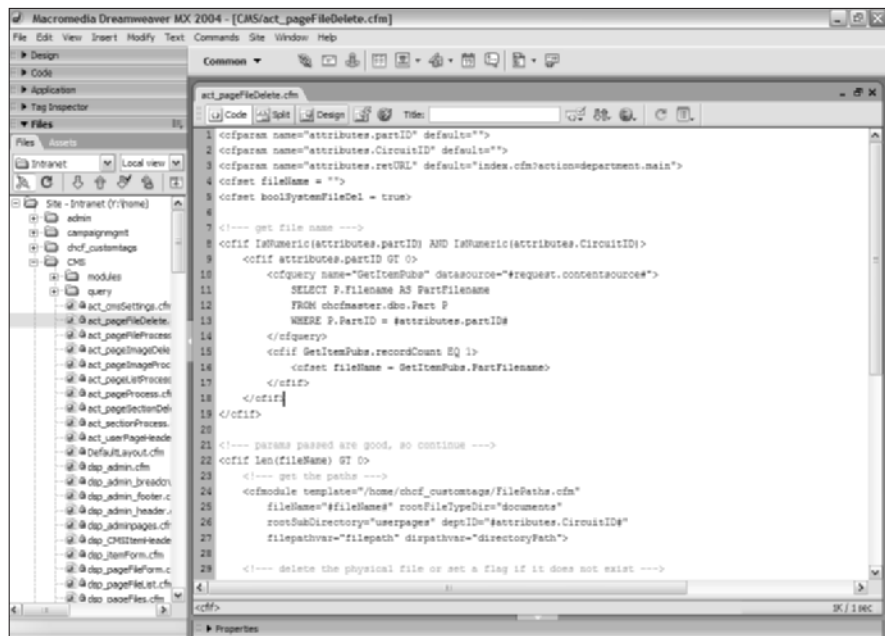 Macromedia Dreamweaver MX 2004 - [CMS/act_pageFileDelete.cfm]
File Edit View Insert Modify Text Commands Site Window Help
Design
Code
Application
Tag Inspector
Files
Files Assets
Intranet Local view
Site - Intranet (Y:\home)
admin
campaignmgmt
chcf_customtags
CMS
modules
query
act_cmsSettings.cfm
act_pageFileDelete.
act_pageFileProcess
act_pageImageDele
act_pageImageProc
act_pageListProcess
act_pageProcess.cf
act_pageSectionDel
act_sectionProcess.
act_userPageHeade
DefaultLayout.cfm
dsp_admin.cfm
dsp_admin_breadcru
dsp_admin_footer.c
dsp_admin_header.c
dsp_adminpages.cfm
dsp_CMSItemHeade
dsp_itemForm.cfm
dsp_pageFileForm.c
dsp_pageFileList.cfm
dsp_pageFiles.cfm
Common
act_pageFileDelete.cfm
Code Split Design Title:
1 <cfparam name="attributes.partID" default="">
2 <cfparam name="attributes.CircuitID" default="">
3 <cfparam name="attributes.retURL" default="index.cfm?action=department.main">
4 <cfset fileName = "">
5 <cfset boolSystemFileDel = true>
6
7 <!--- get file name --->
8 <cfif IsNumeric(attributes.partID) AND IsNumeric(attributes.CircuitID)>
9 <cfif attributes.partID GT 0>
10 <cfquery name="GetItemPubs" datasource="#request.contentsource#">
11 SELECT P.Filename AS PartFilename
12 FROM chcfmaster.dbo.Part P
13 WHERE P.PartID = #attributes.partID#
14 </cfquery>
15 <cfif GetItemPubs.recordCount EQ 1>
16 <cfset fileName = GetItemPubs.PartFilename>
17 </cfif>
18 </cfif>
19 </cfif>
20
21 <!--- params passed are good, so continue --->
22 <cfif Len(fileName) GT 0>
23 <!--- get the paths --->
24 <cfmodule template="/home/chcf_customtags/FilePaths.cfm"
25 fileName="#fileName#" rootFileTypeDir="documents"
26 rootSubDirectory="userpages" deptID="#attributes.CircuitID#"
27 filepathvar="filepath" dirpathvar="directoryPath">
28
29 <!--- delete the physical file or set a flag if it does not exist --->
<cfif>
1K / 1 sec
Properties